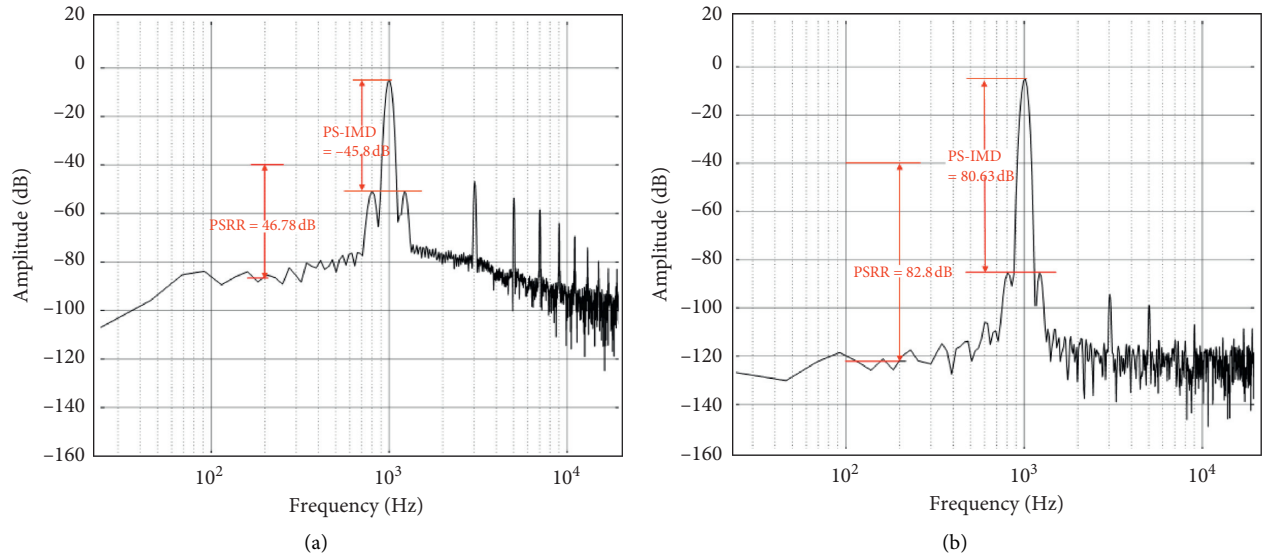 20
0
–20
–40
–60
–80
–100
–120
–140
–160
Amplitude (dB)
PS-IMD
= –45.8 dB
PSRR = 46.78 dB
10²
10³
10⁴
Frequency (Hz)
(a)
20
0
–20
–40
–60
–80
–100
–120
–140
–160
Amplitude (dB)
PS-IMD
= 80.63 dB
PSRR = 82.8 dB
10²
10³
10⁴
Frequency (Hz)
(b)